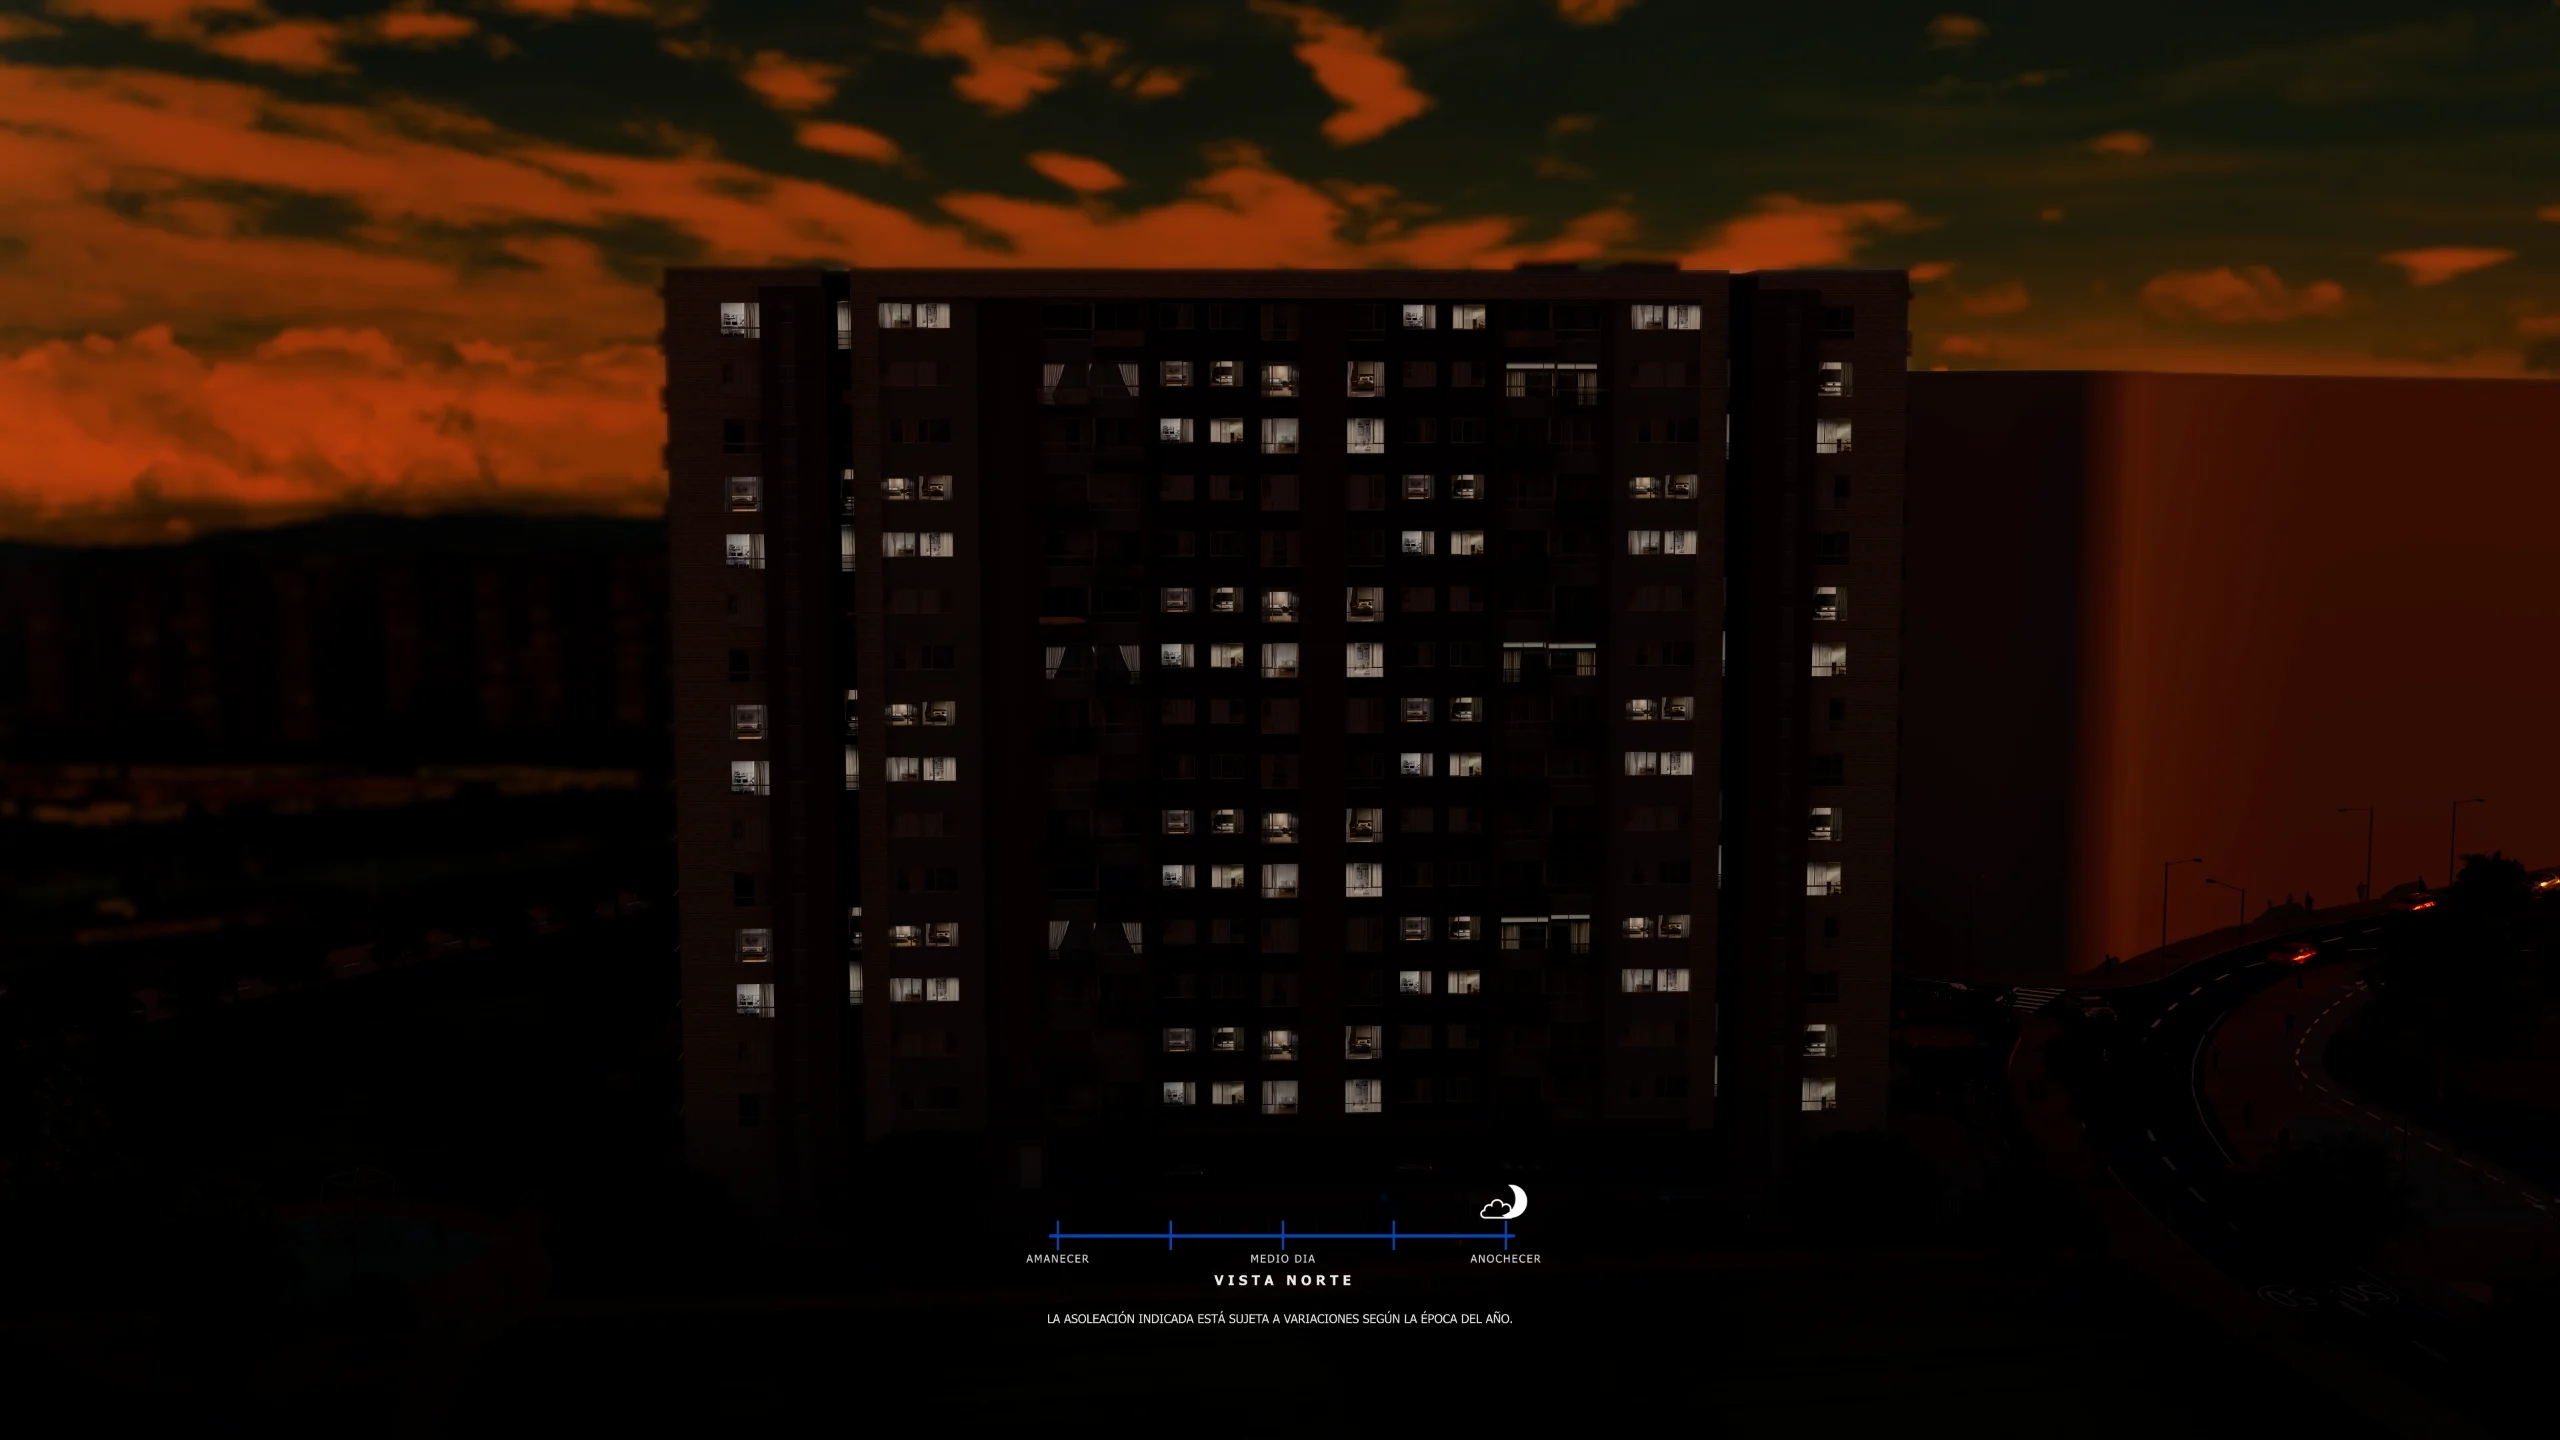 AMANECER
MEDIO DIA
ANOCHECER
VISTA NORTE
LA ASOLEACIÓN INDICADA ESTÁ SUJETA A VARIACIONES SEGÚN LA ÉPOCA DEL AÑO.